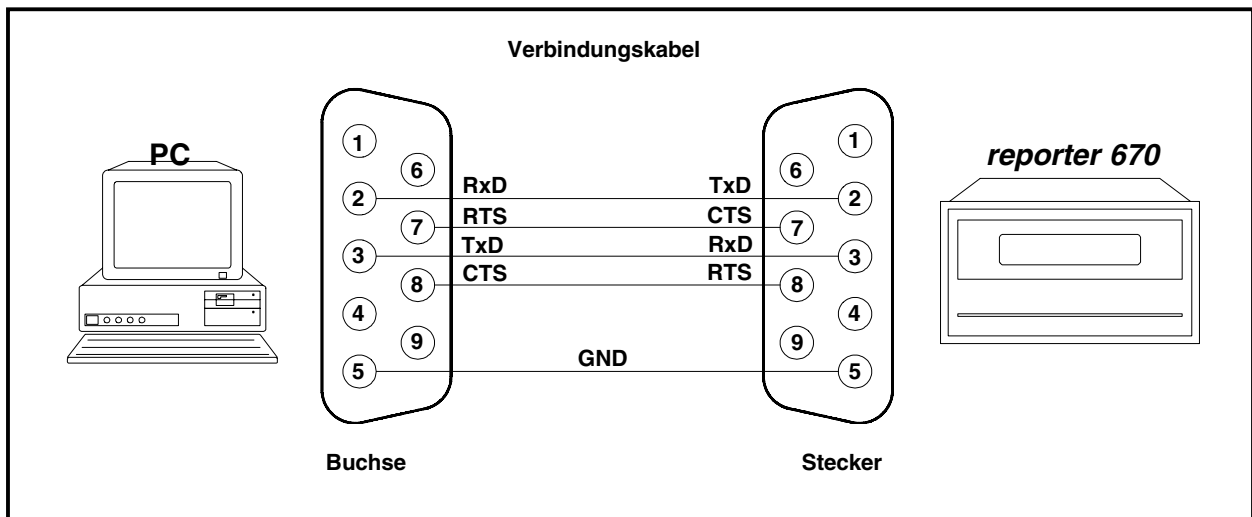 Verbindungskabel
PC
reporter 670
1
6
2
7
3
8
4
9
5
RxD
RTS
TxD
CTS
TxD
CTS
RxD
RTS
GND
1
6
2
7
3
8
4
9
5
Buchse
Stecker